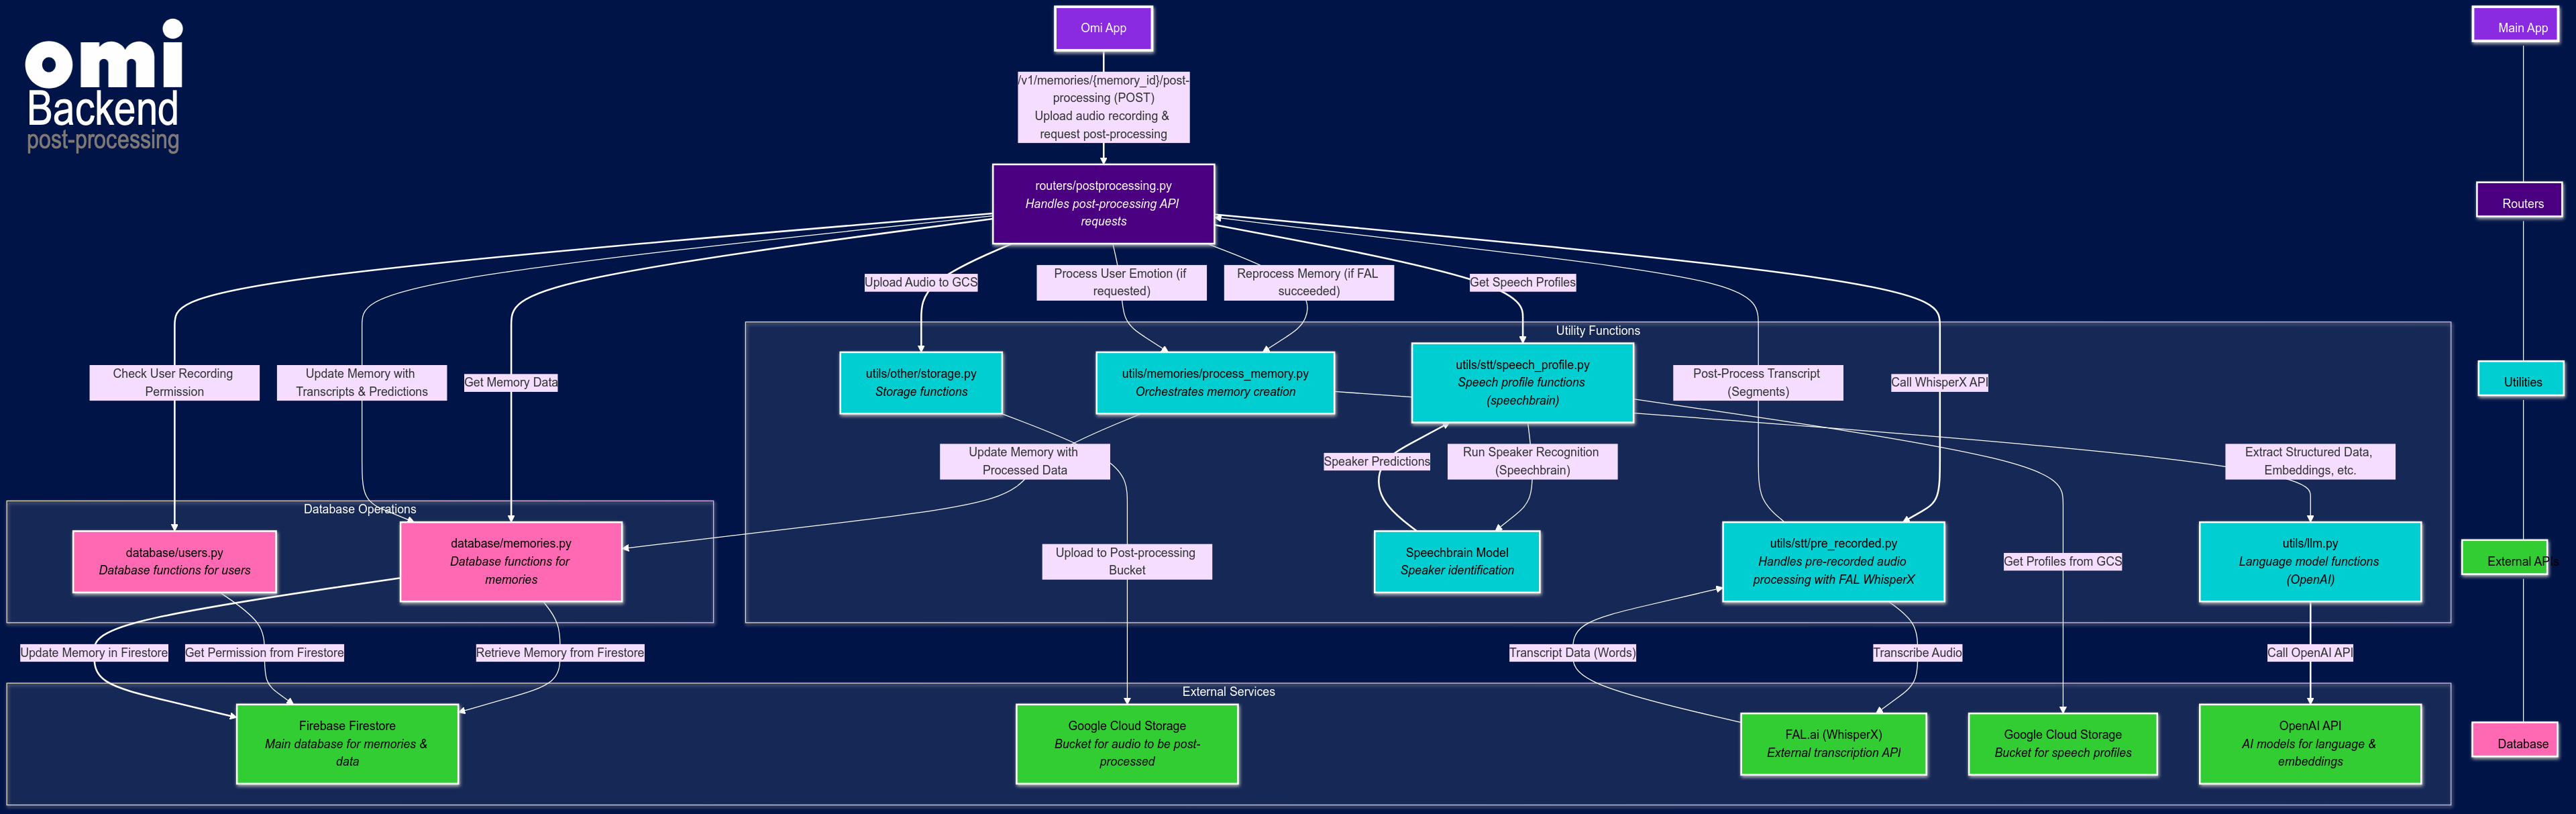 omi
Backend
post-processing
Omi App
/v1/memories/{memory_id}/post-
processing (POST)
Upload audio recording &
request post-processing
routers/postprocessing.py
Handles post-processing API
requests
Upload Audio to GCS
Process User Emotion (if
requested)
Reprocess Memory (if FAL
succeeded)
Get Speech Profiles
Check User Recording
Permission
Update Memory with
Transcripts & Predictions
Get Memory Data
Utility Functions
utils/other/storage.py
Storage functions
utils/memories/process_memory.py
Orchestrates memory creation
utils/stt/speech_profile.py
Speech profile functions
(speechbrain)
Post-Process Transcript
(Segments)
Call WhisperX API
Update Memory with
Processed Data
Speaker Predictions
Run Speaker Recognition
(Speechbrain)
Extract Structured Data,
Embeddings, etc.
Database Operations
database/users.py
Database functions for users
database/memories.py
Database functions for
memories
Upload to Post-processing
Bucket
Speechbrain Model
Speaker identification
utils/stt/pre_recorded.py
Handles pre-recorded audio
processing with FAL WhisperX
Get Profiles from GCS
utils/llm.py
Language model functions
(OpenAI)
Update Memory in Firestore
Get Permission from Firestore
Retrieve Memory from Firestore
Transcript Data (Words)
Transcribe Audio
Call OpenAI API
External Services
Firebase Firestore
Main database for memories &
data
Google Cloud Storage
Bucket for audio to be post-
processed
FAL.ai (WhisperX)
External transcription API
Google Cloud Storage
Bucket for speech profiles
OpenAI API
AI models for language &
embeddings
Main App
Routers
Utilities
External APIs
Database